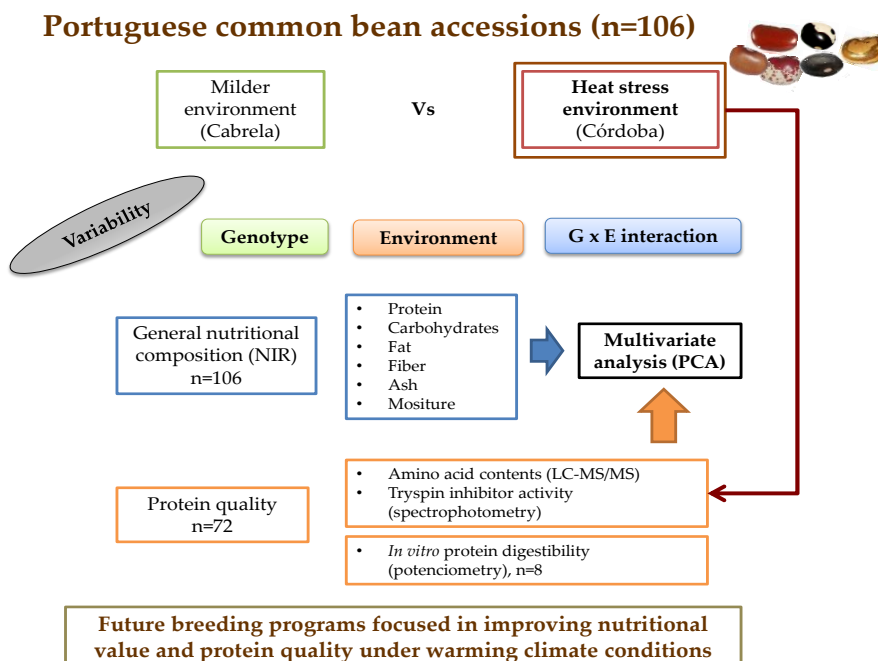 Portuguese common bean accessions (n=106)
Milder
environment
(Cabrela)
Vs
Heat stress
environment
(Córdoba)
Variability
Genotype
Environment
G x E interaction
General nutritional
composition (NIR)
n=106
• Protein
• Carbohydrates
• Fat
• Fiber
• Ash
• Mositure
Multivariate
analysis (PCA)
Protein quality
n=72
• Amino acid contents (LC-MS/MS)
• Tryspin inhibitor activity
(spectrophotometry)
• In vitro protein digestibility
(potenciometry), n=8
Future breeding programs focused in improving nutritional
value and protein quality under warming climate conditions